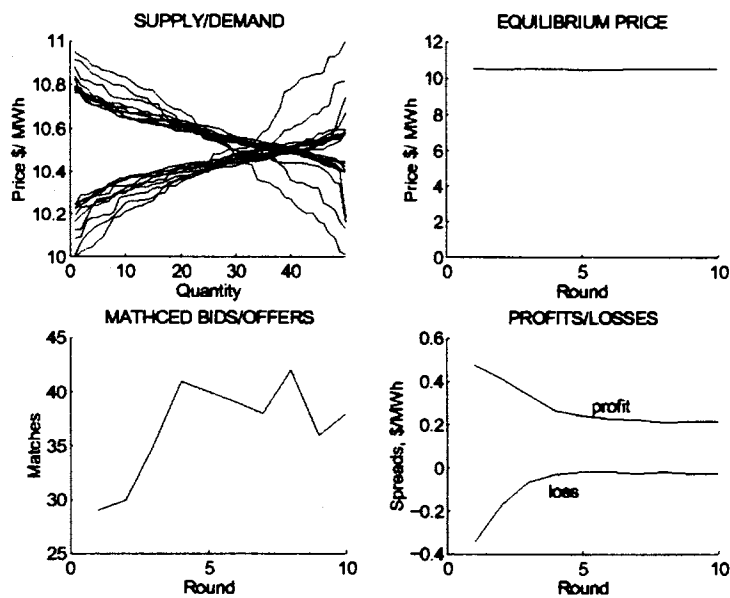 SUPPLY/DEMAND
11
10.8
10.6
10.4
10.2
10
Price $/ MWh
0 10 20 30 40
Quantity
EQUILIBRIUM PRICE
12
10
8
6
4
2
0
Price $/ MWh
0 5 10
Round
MATHCED BIDS/OFFERS
45
40
35
30
25
Matches
0 5 10
Round
PROFITS/LOSSES
0.6
0.4
0.2
0
-0.2
-0.4
Spreads, $/MWh
profit
loss
0 5 10
Round